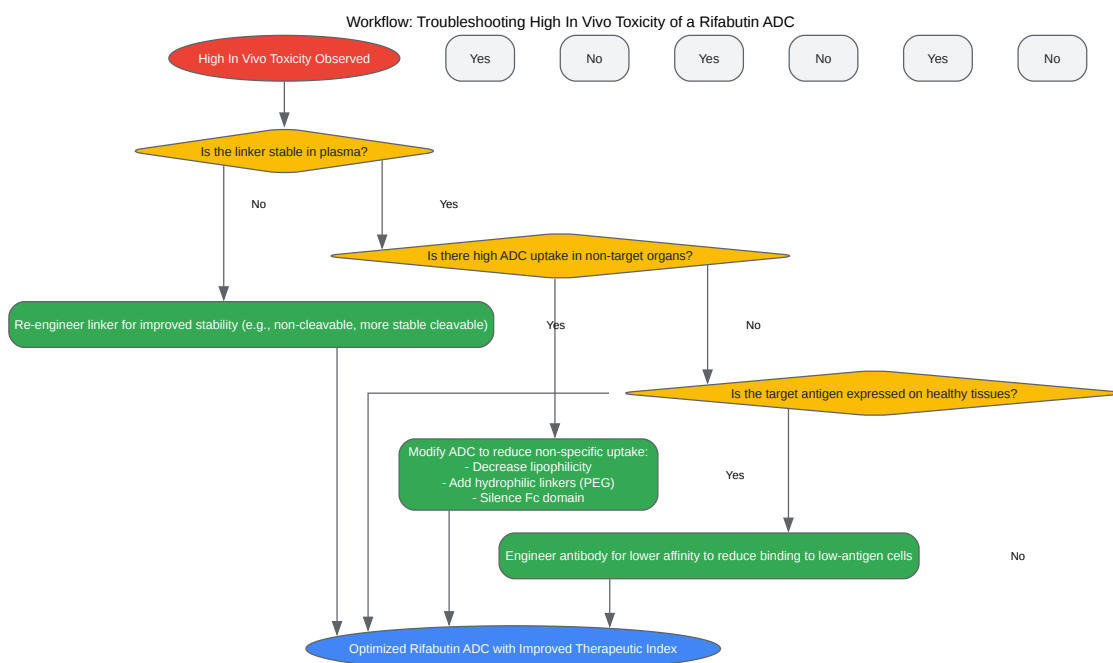 Workflow: Troubleshooting High In Vivo Toxicity of a Rifabutin ADC
High In Vivo Toxicity Observed
Yes
No
Yes
No
Yes
No
Is the linker stable in plasma?
No
Yes
Is there high ADC uptake in non-target organs?
Re-engineer linker for improved stability (e.g., non-cleavable, more stable cleavable)
Yes
No
Is the target antigen expressed on healthy tissues?
Modify ADC to reduce non-specific uptake:
- Decrease lipophilicity
- Add hydrophilic linkers (PEG)
- Silence Fc domain
Yes
Engineer antibody for lower affinity to reduce binding to low-antigen cells
No
Optimized Rifabutin ADC with Improved Therapeutic Index